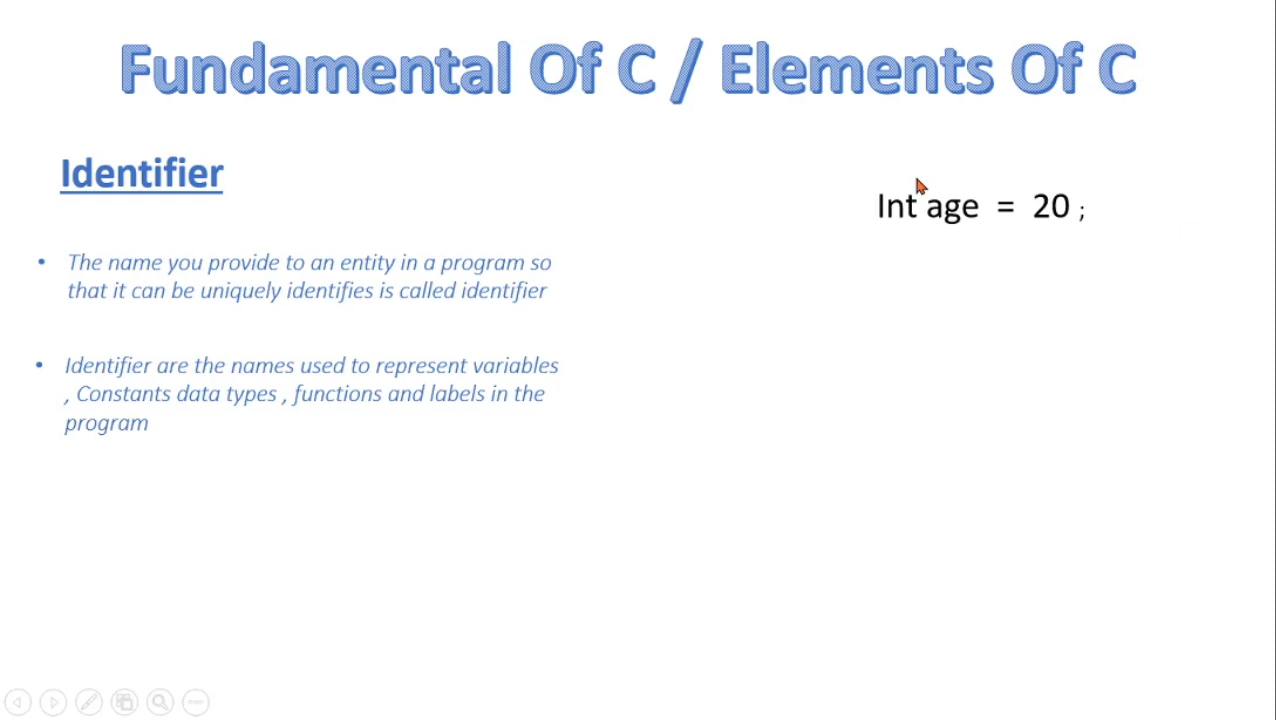 Fundamental Of C / Elements Of C
Identifier
Int age = 20 ;
• The name you provide to an entity in a program so
that it can be uniquely identifies is called identifier
• Identifier are the names used to represent variables
, Constants data types , functions and labels in the
program